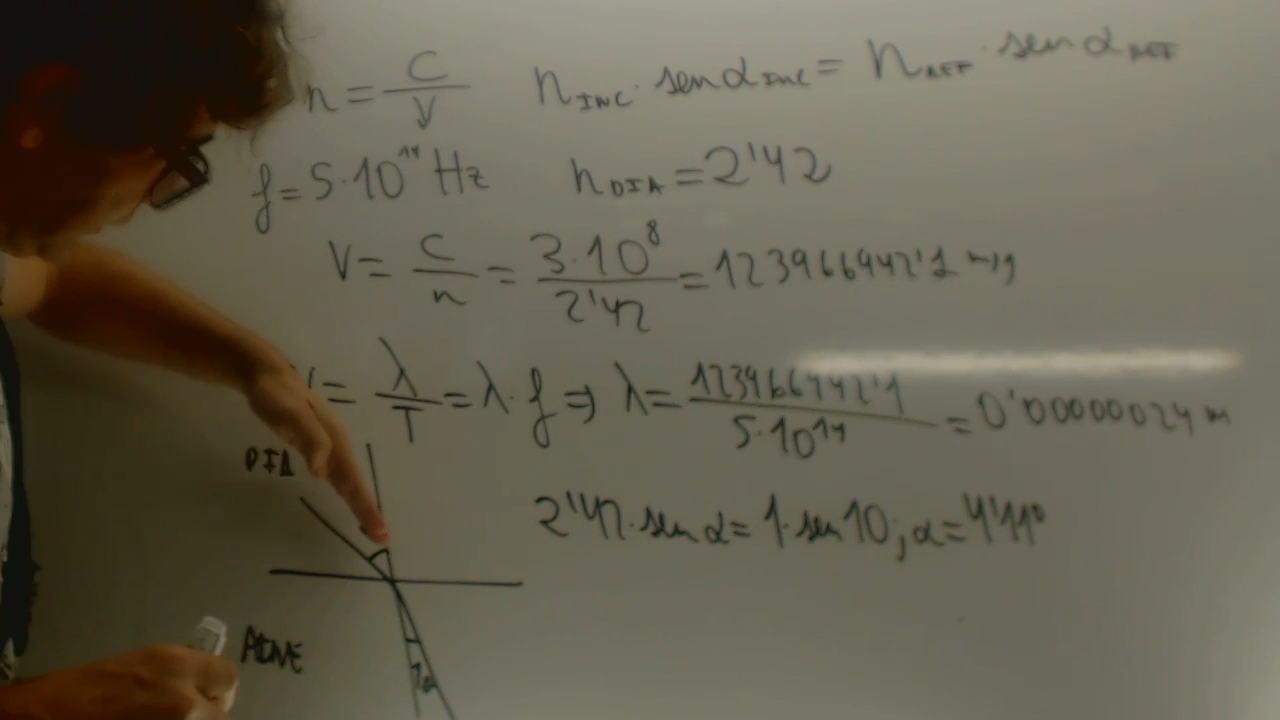 n = C/V   n_INC · sen α_INC = n_REF · sen α_REF
f = 5·10^14 Hz   n_DIA = 2'42
V = C/n = 3·10^8 / 2'42 = 123966942'1 m/s
V = λ/T = λ·f ⇒ λ = 123966942'1 / 5·10^14 = 0'00000024 m
DIA
2'42 · sen α = 1 · sen 10; α = 4'11°
AIRE
10